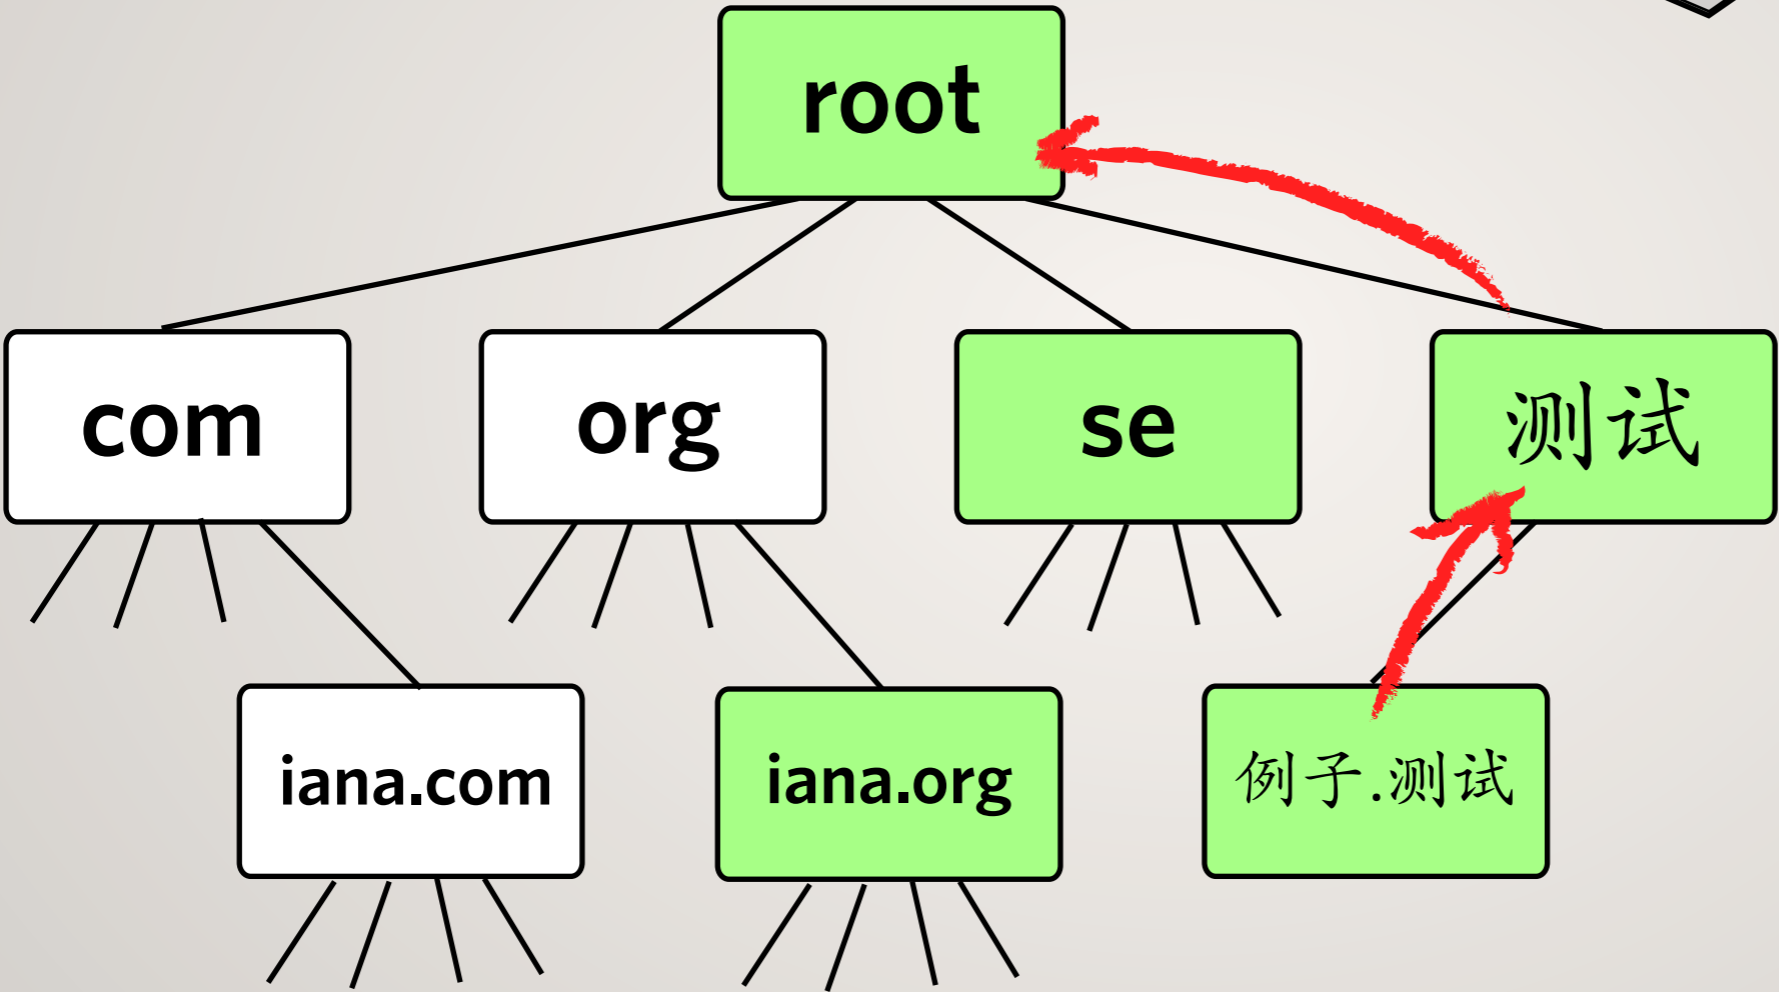 root
com
org
se
测试
iana.com
iana.org
例子.测试